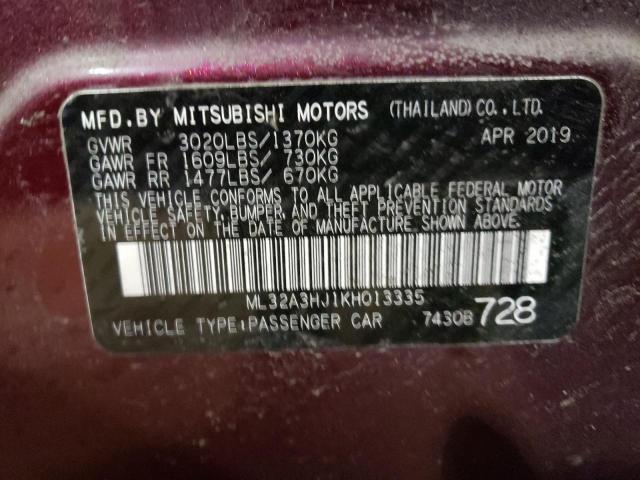 MFD.BY MITSUBISHI MOTORS (THAILAND)CO.,LTD.
GVWR 3020LBS/1370KG APR 2019
GAWR FR 1609LBS/ 730KG
GAWR RR 1477LBS/ 670KG
THIS VEHICLE CONFORMS TO ALL APPLICABLE FEDERAL MOTOR
VEHICLE SAFETY, BUMPER, AND THEFT PREVENTION STANDARDS
IN EFFECT ON THE DATE OF MANUFACTURE SHOWN ABOVE.
ML32A3HJ1KH013335
VEHICLE TYPE:PASSENGER CAR 7430B 728